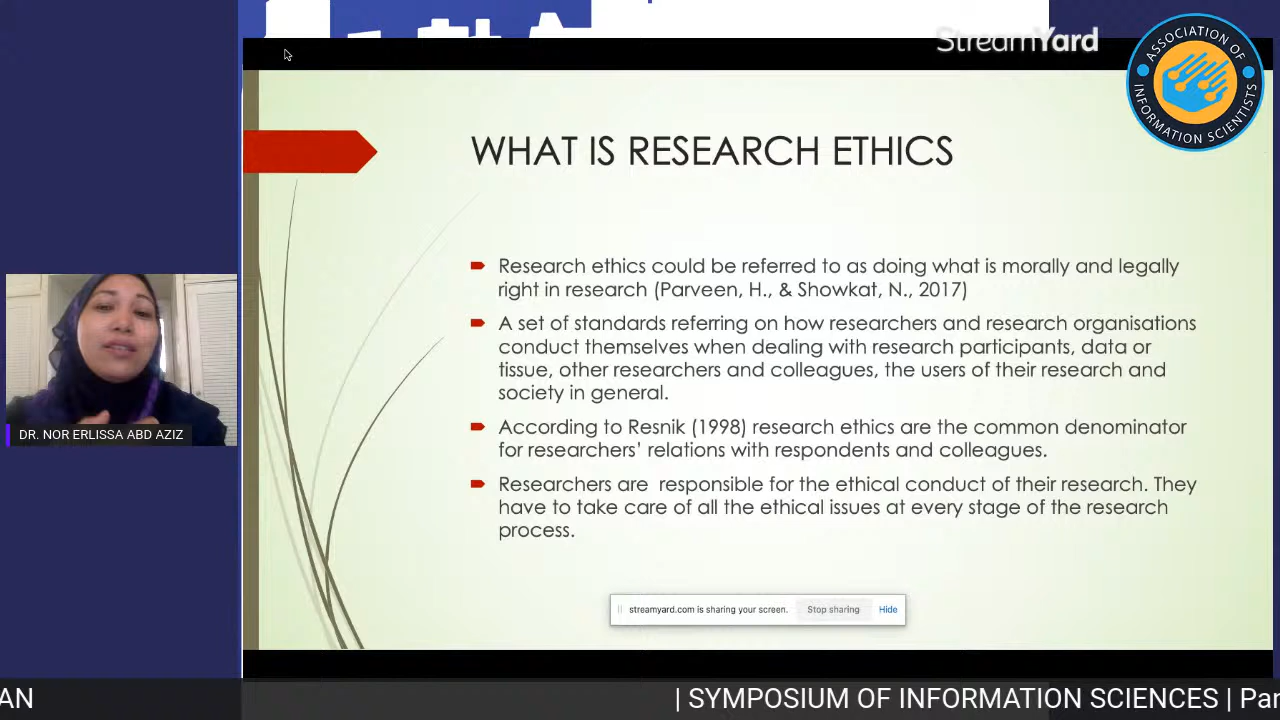 StreamYard
ASSOCIATION OF
INFORMATION SCIENTISTS
WHAT IS RESEARCH ETHICS
Research ethics could be referred to as doing what is morally and legally
right in research (Parveen, H., & Showkat, N., 2017)
A set of standards referring on how researchers and research organisations
conduct themselves when dealing with research participants, data or
tissue, other researchers and colleagues, the users of their research and
society in general.
According to Resnik (1998) research ethics are the common denominator
for researchers' relations with respondents and colleagues.
Researchers are  responsible for the ethical conduct of their research. They
have to take care of all the ethical issues at every stage of the research
process.
DR. NOR ERLISSA ABD AZIZ
streamyard.com is sharing your screen. Stop sharing Hide
AN | SYMPOSIUM OF INFORMATION SCIENCES | Par